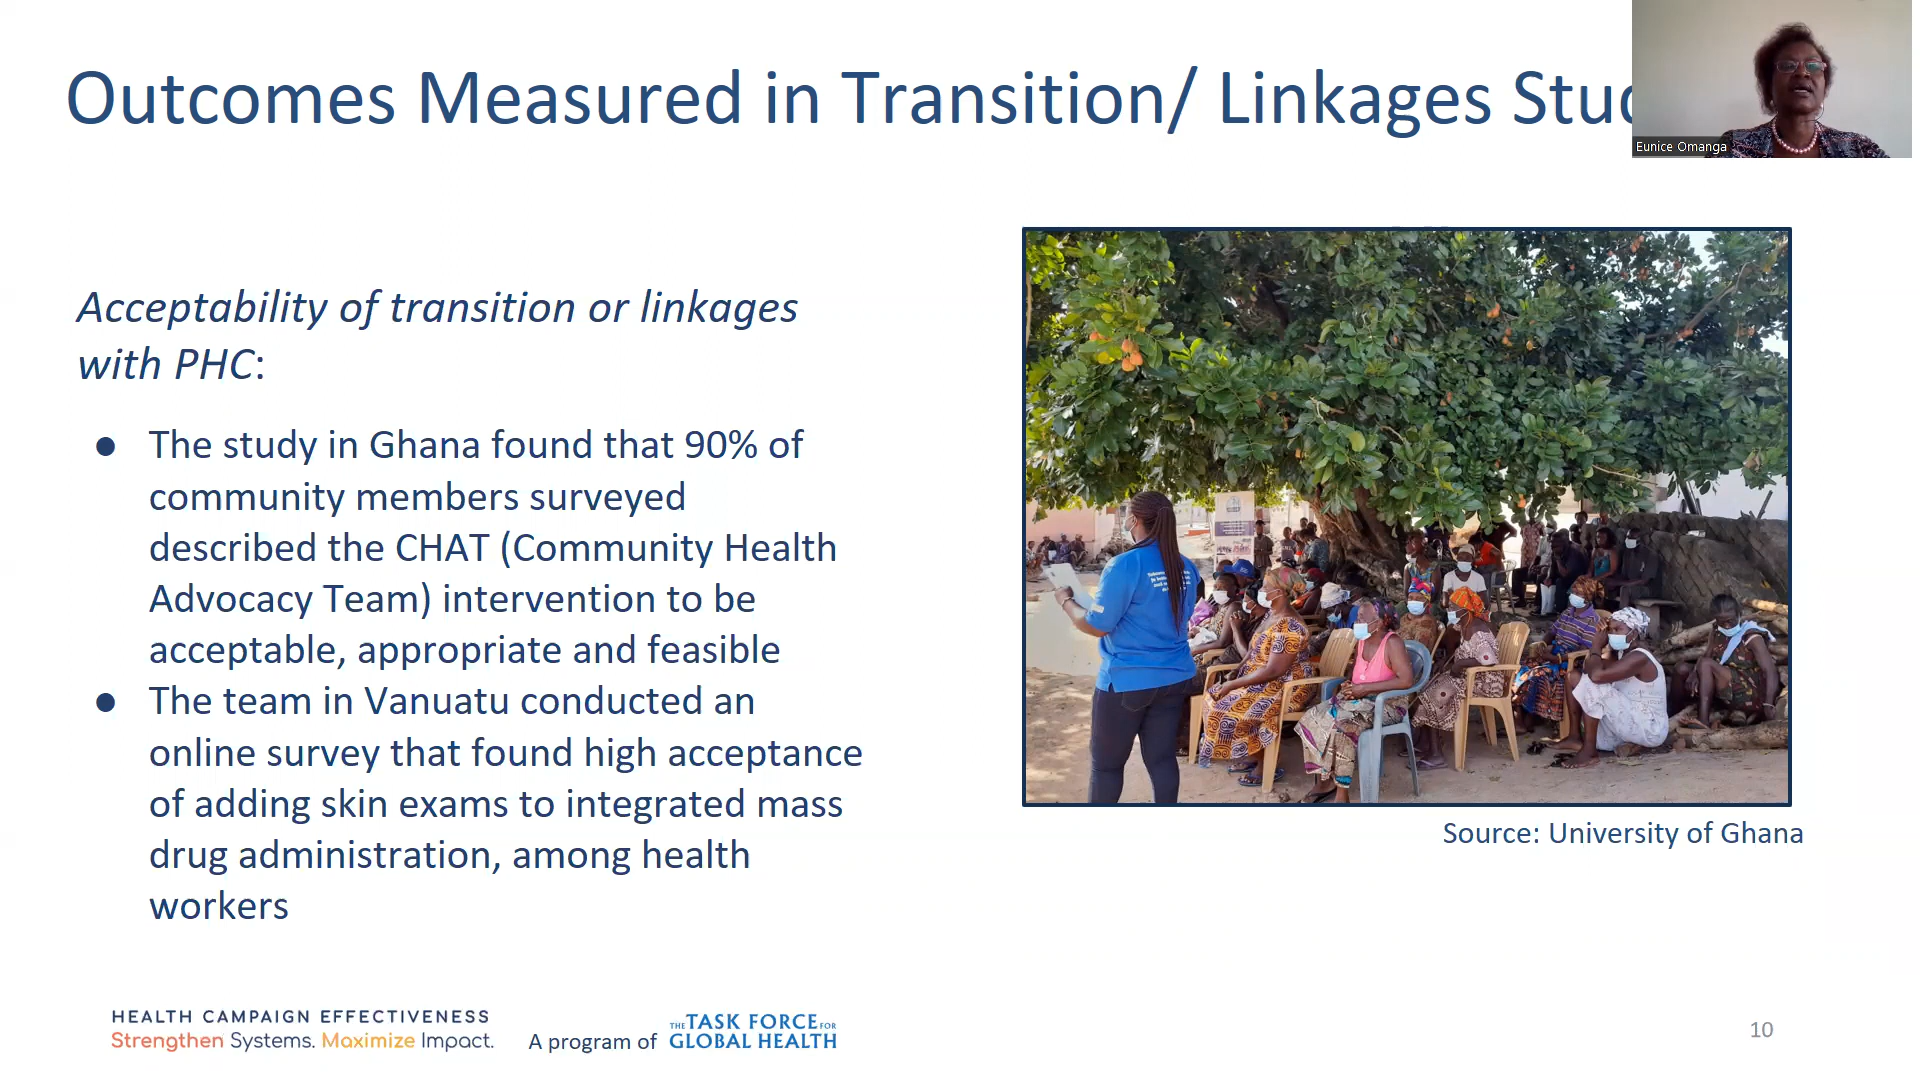 Outcomes Measured in Transition/ Linkages
Eunice Omanga
Acceptability of transition or linkages
with PHC:
● The study in Ghana found that 90% of
community members surveyed
described the CHAT (Community Health
Advocacy Team) intervention to be
acceptable, appropriate and feasible
● The team in Vanuatu conducted an
online survey that found high acceptance
of adding skin exams to integrated mass
drug administration, among health
workers
Source: University of Ghana
HEALTH CAMPAIGN EFFECTIVENESS
Strengthen Systems. Maximize Impact.
A program of
THE TASK FORCE FOR
GLOBAL HEALTH
10